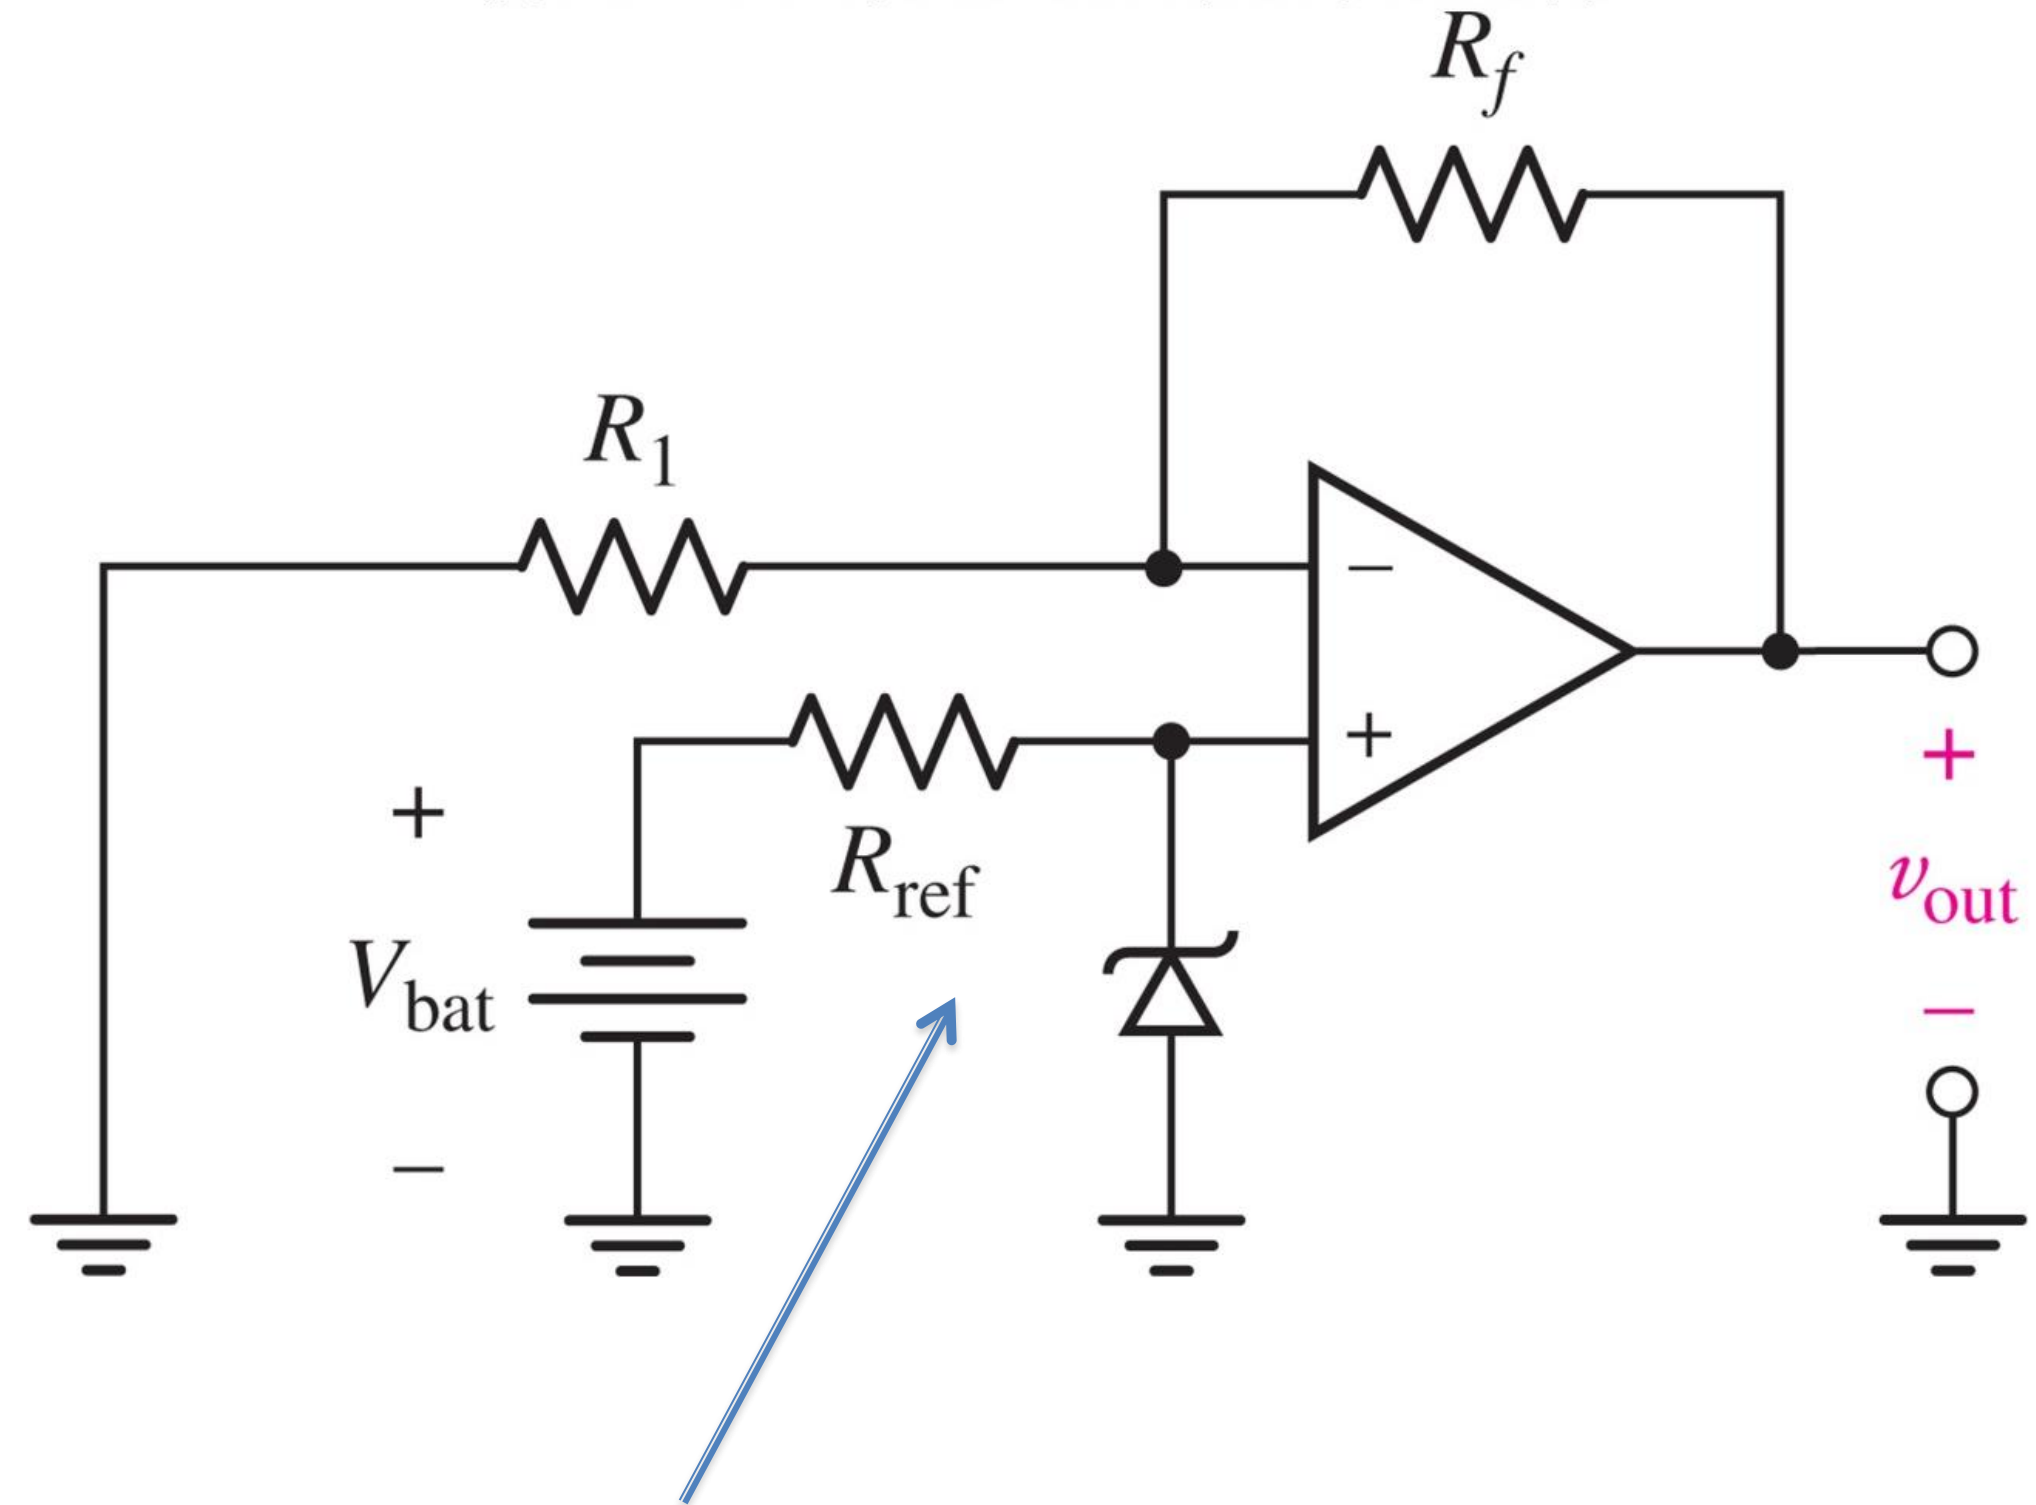 R_f
R_1
−
+
R_ref
+
V_bat
−
+
v_out
−